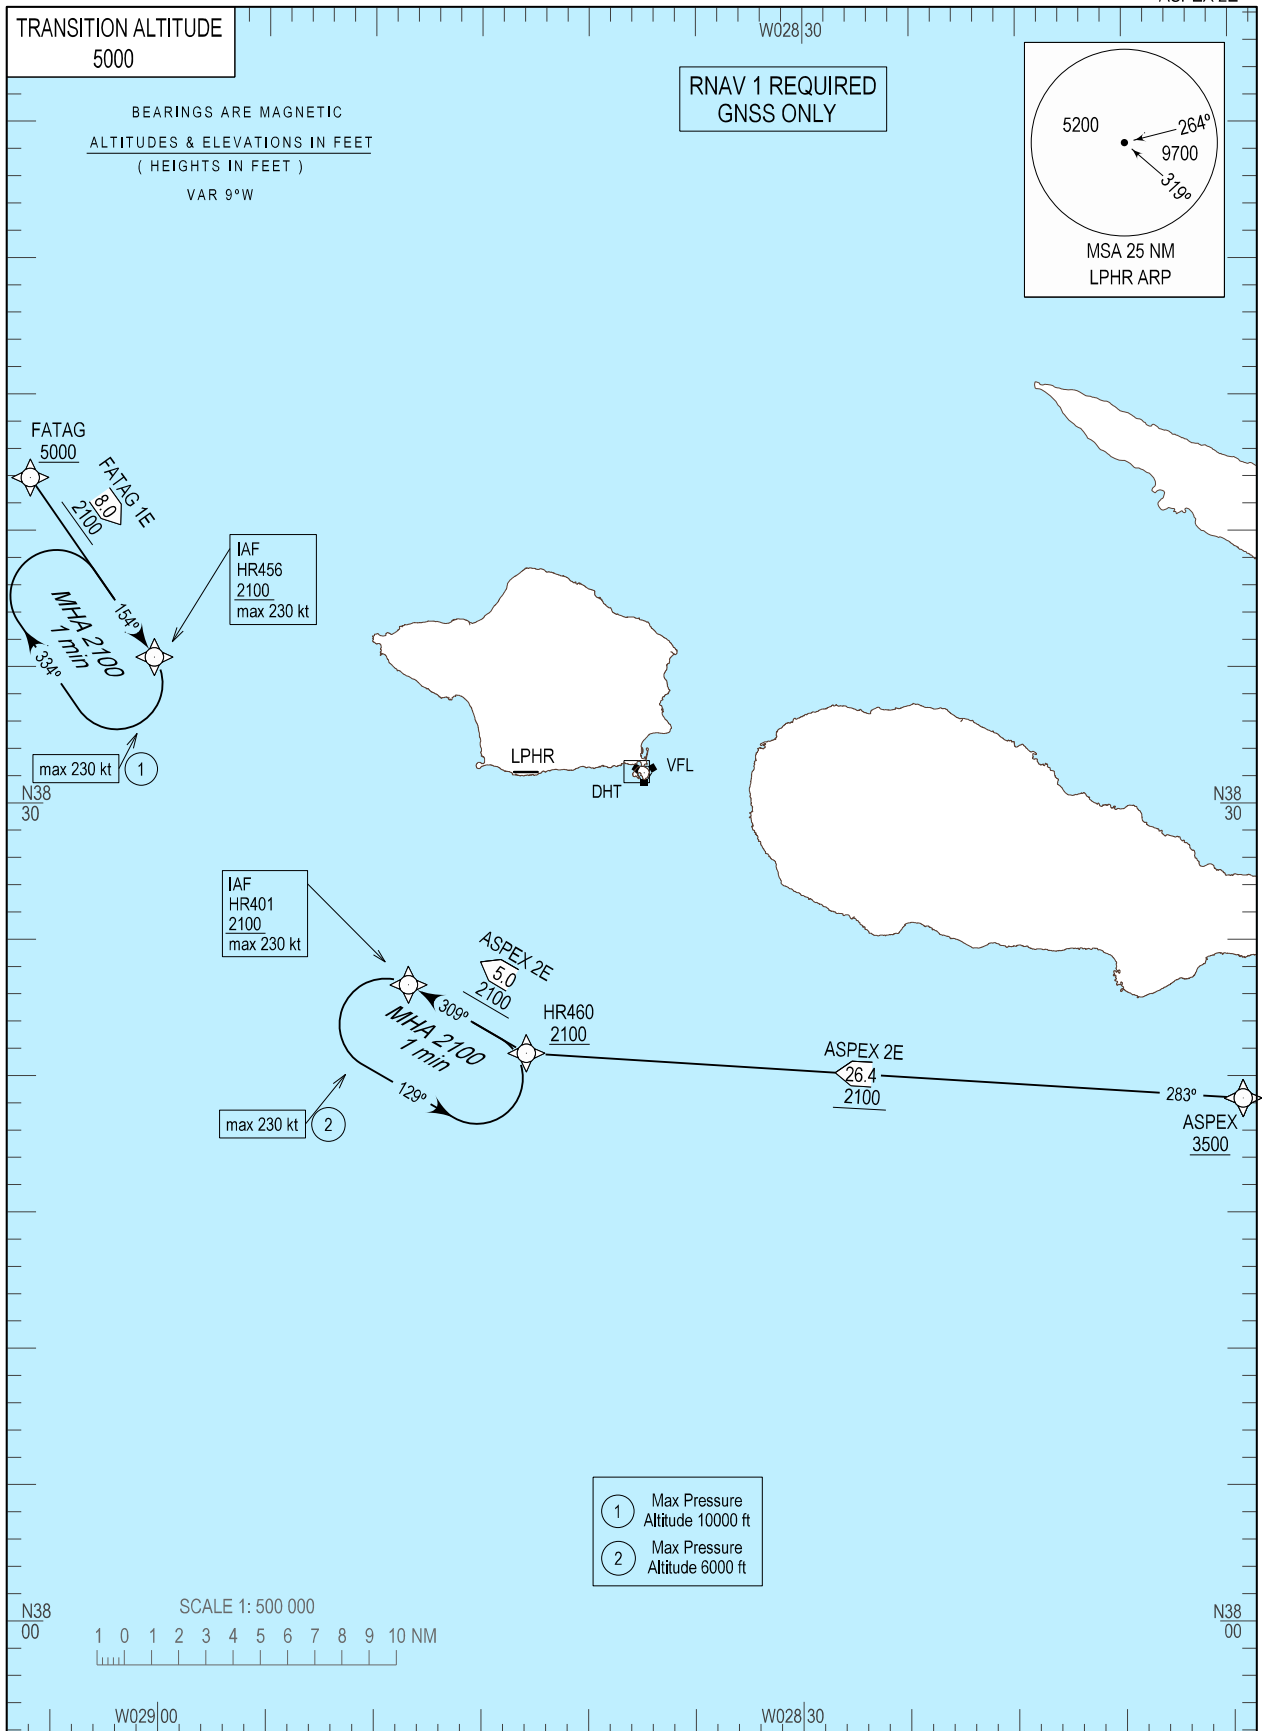 TRANSITION ALTITUDE
5000
W028 30
BEARINGS ARE MAGNETIC
ALTITUDES & ELEVATIONS IN FEET
( HEIGHTS IN FEET )
VAR 9°W
RNAV 1 REQUIRED
GNSS ONLY
5200
264°
9700
319°
MSA 25 NM
LPHR ARP
FATAG
5000
FATAG 1E
8.0
2100
IAF
HR456
2100
max 230 kt
154°
MHA 2100
1 min
334°
max 230 kt
1
LPHR
VFL
DHT
N38
30
N38
30
IAF
HR401
2100
max 230 kt
ASPEX 2E
5.0
2100
309°
MHA 2100
1 min
129°
HR460
2100
max 230 kt
2
ASPEX 2E
26.4
2100
283°
ASPEX
3500
1
Max Pressure
Altitude 10000 ft
2
Max Pressure
Altitude 6000 ft
SCALE 1: 500 000
1 0 1 2 3 4 5 6 7 8 9 10 NM
N38
00
N38
00
W029 00
W028 30